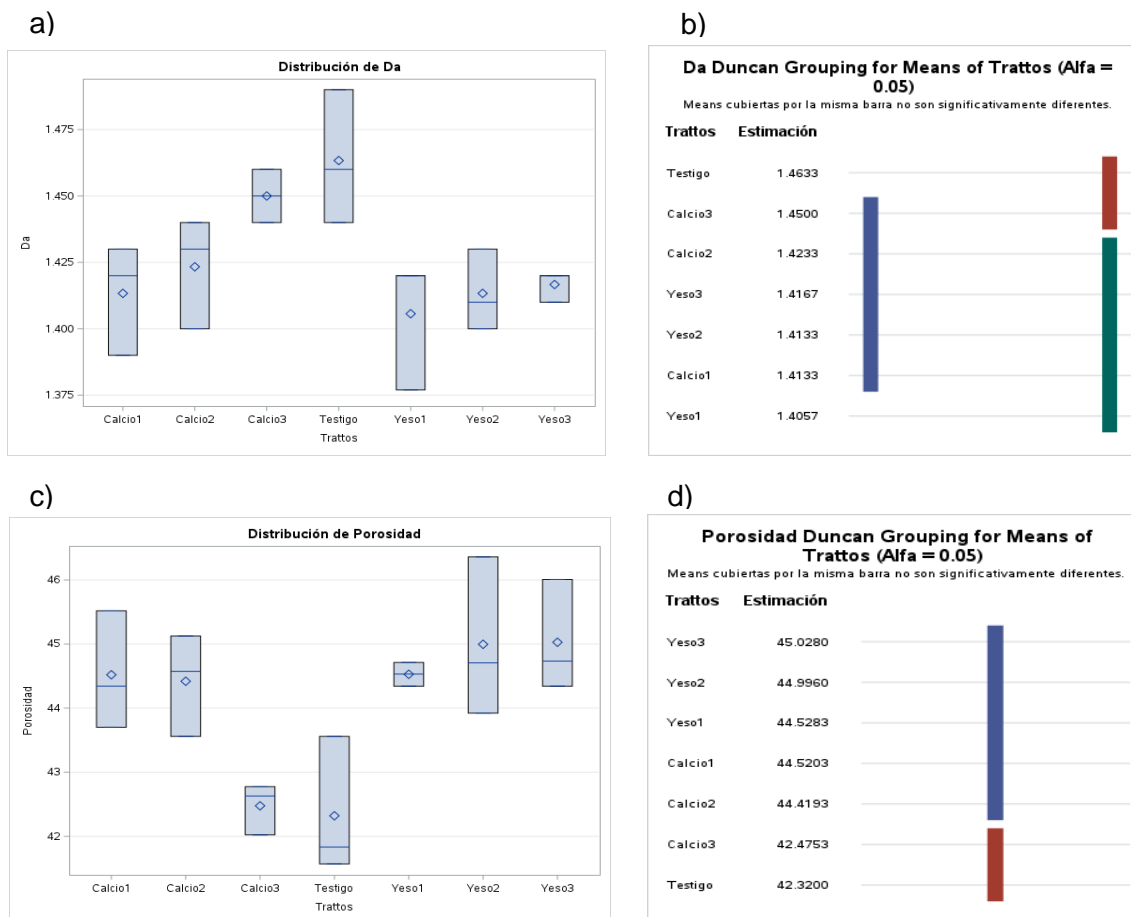 a)
Distribución de Da
1.475
1.450
1.425
1.400
1.375
Da
Calcio1 Calcio2 Calcio3 Testigo Yeso1 Yeso2 Yeso3
Trattos
b)
Da Duncan Grouping for Means of Trattos (Alfa =
0.05)
Means cubiertas por la misma barra no son significativamente diferentes.
Trattos Estimación
Testigo 1.4633
Calcio3 1.4500
Calcio2 1.4233
Yeso3 1.4167
Yeso2 1.4133
Calcio1 1.4133
Yeso1 1.4057
c)
Distribución de Porosidad
46
45
44
43
42
Porosidad
Calcio1 Calcio2 Calcio3 Testigo Yeso1 Yeso2 Yeso3
Trattos
d)
Porosidad Duncan Grouping for Means of
Trattos (Alfa = 0.05)
Means cubiertas por la misma barra no son significativamente diferentes.
Trattos Estimación
Yeso3 45.0280
Yeso2 44.9960
Yeso1 44.5283
Calcio1 44.5203
Calcio2 44.4193
Calcio3 42.4753
Testigo 42.3200